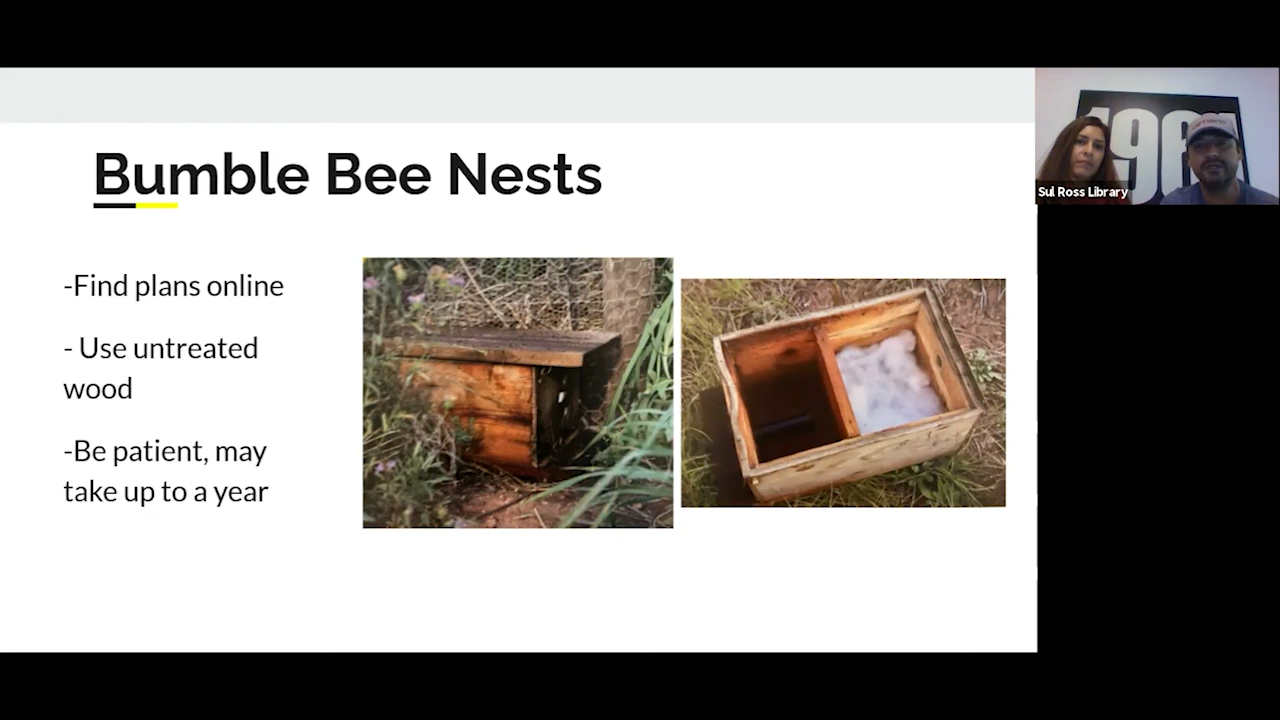 Bumble Bee Nests
-Find plans online
- Use untreated
wood
-Be patient, may
take up to a year
Sul Ross Library